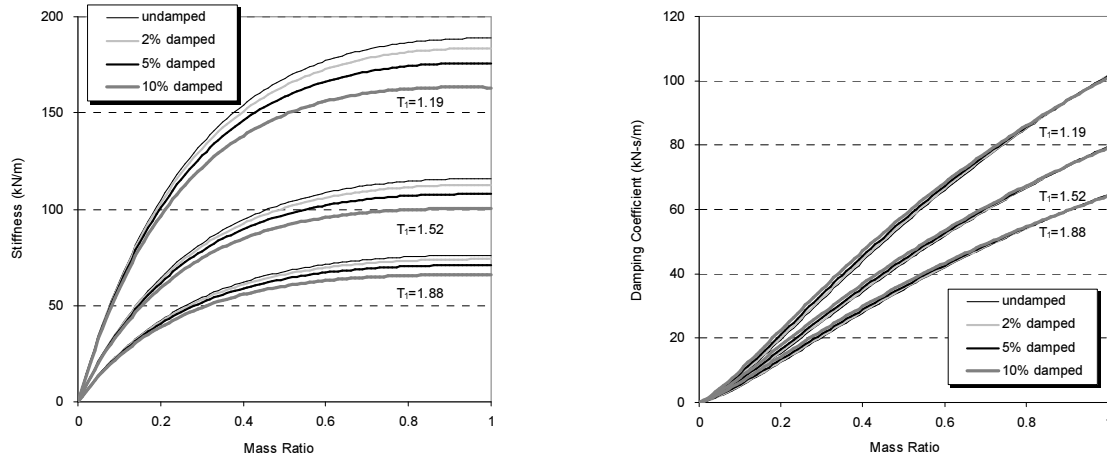 200
150
100
50
0
Stiffness (kN/m)
undamped
2% damped
5% damped
10% damped
T₁=1.19
T₁=1.52
T₁=1.88
0 0.2 0.4 0.6 0.8 1
Mass Ratio
120
100
80
60
40
20
0
Damping Coefficient (kN-s/m)
T₁=1.19
T₁=1.52
T₁=1.88
undamped
2% damped
5% damped
10% damped
0 0.2 0.4 0.6 0.8 1
Mass Ratio